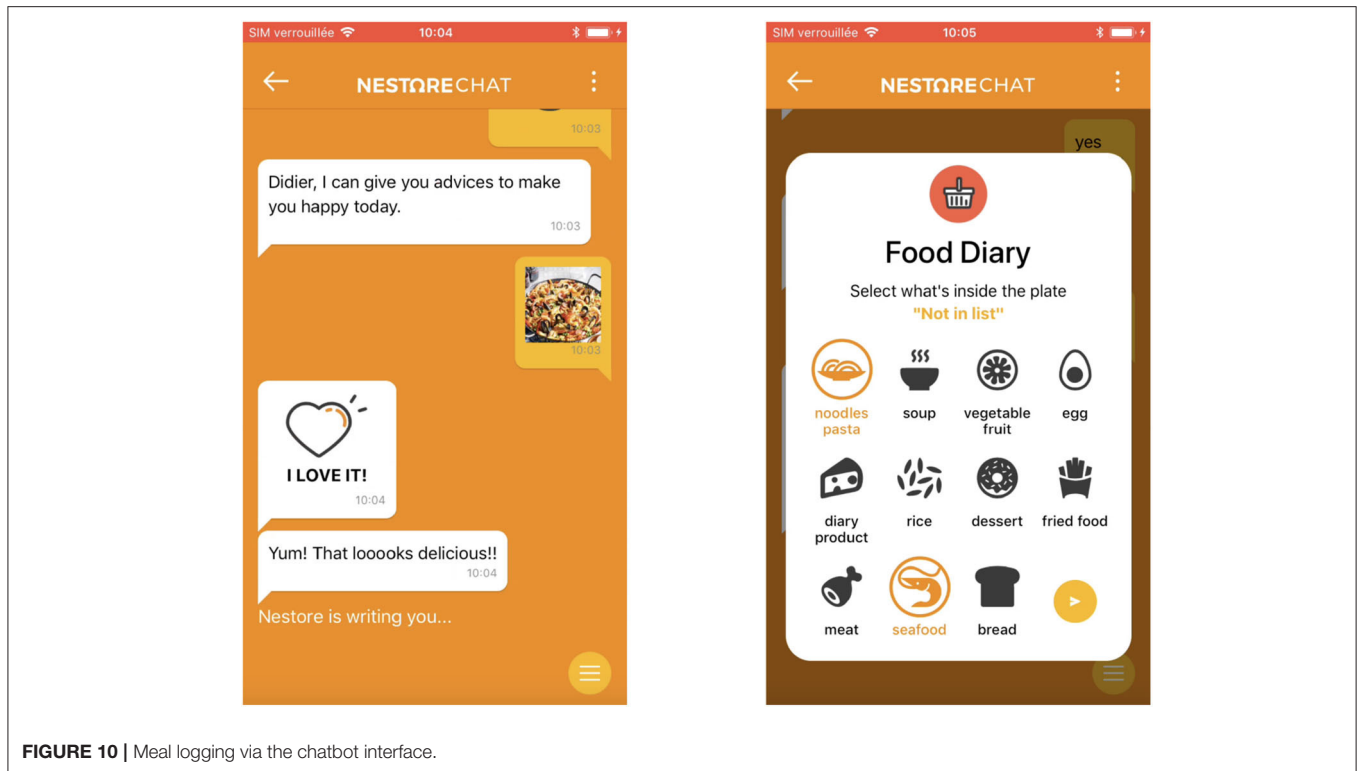 SIM verrouillée 10:04
NESTORECHAT
10:03
Didier, I can give you advices to make
you happy today.
10:03
10:03
I LOVE IT!
10:04
Yum! That looooks delicious!!
10:04
Nestore is writing you...
SIM verrouillée 10:05
NESTORECHAT
yes
Food Diary
Select what's inside the plate
"Not in list"
noodles
pasta
soup
vegetable
fruit
egg
diary
product
rice
dessert
fried food
meat
seafood
bread
FIGURE 10 | Meal logging via the chatbot interface.